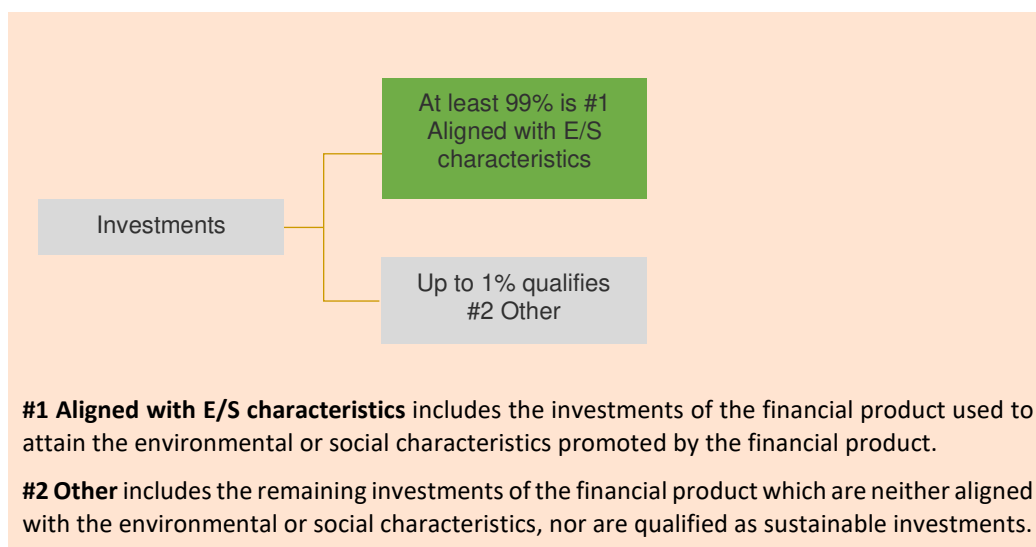 At least 99% is #1
Aligned with E/S
characteristics
Investments
Up to 1% qualifies
#2 Other
#1 Aligned with E/S characteristics includes the investments of the financial product used to
attain the environmental or social characteristics promoted by the financial product.
#2 Other includes the remaining investments of the financial product which are neither aligned
with the environmental or social characteristics, nor are qualified as sustainable investments.